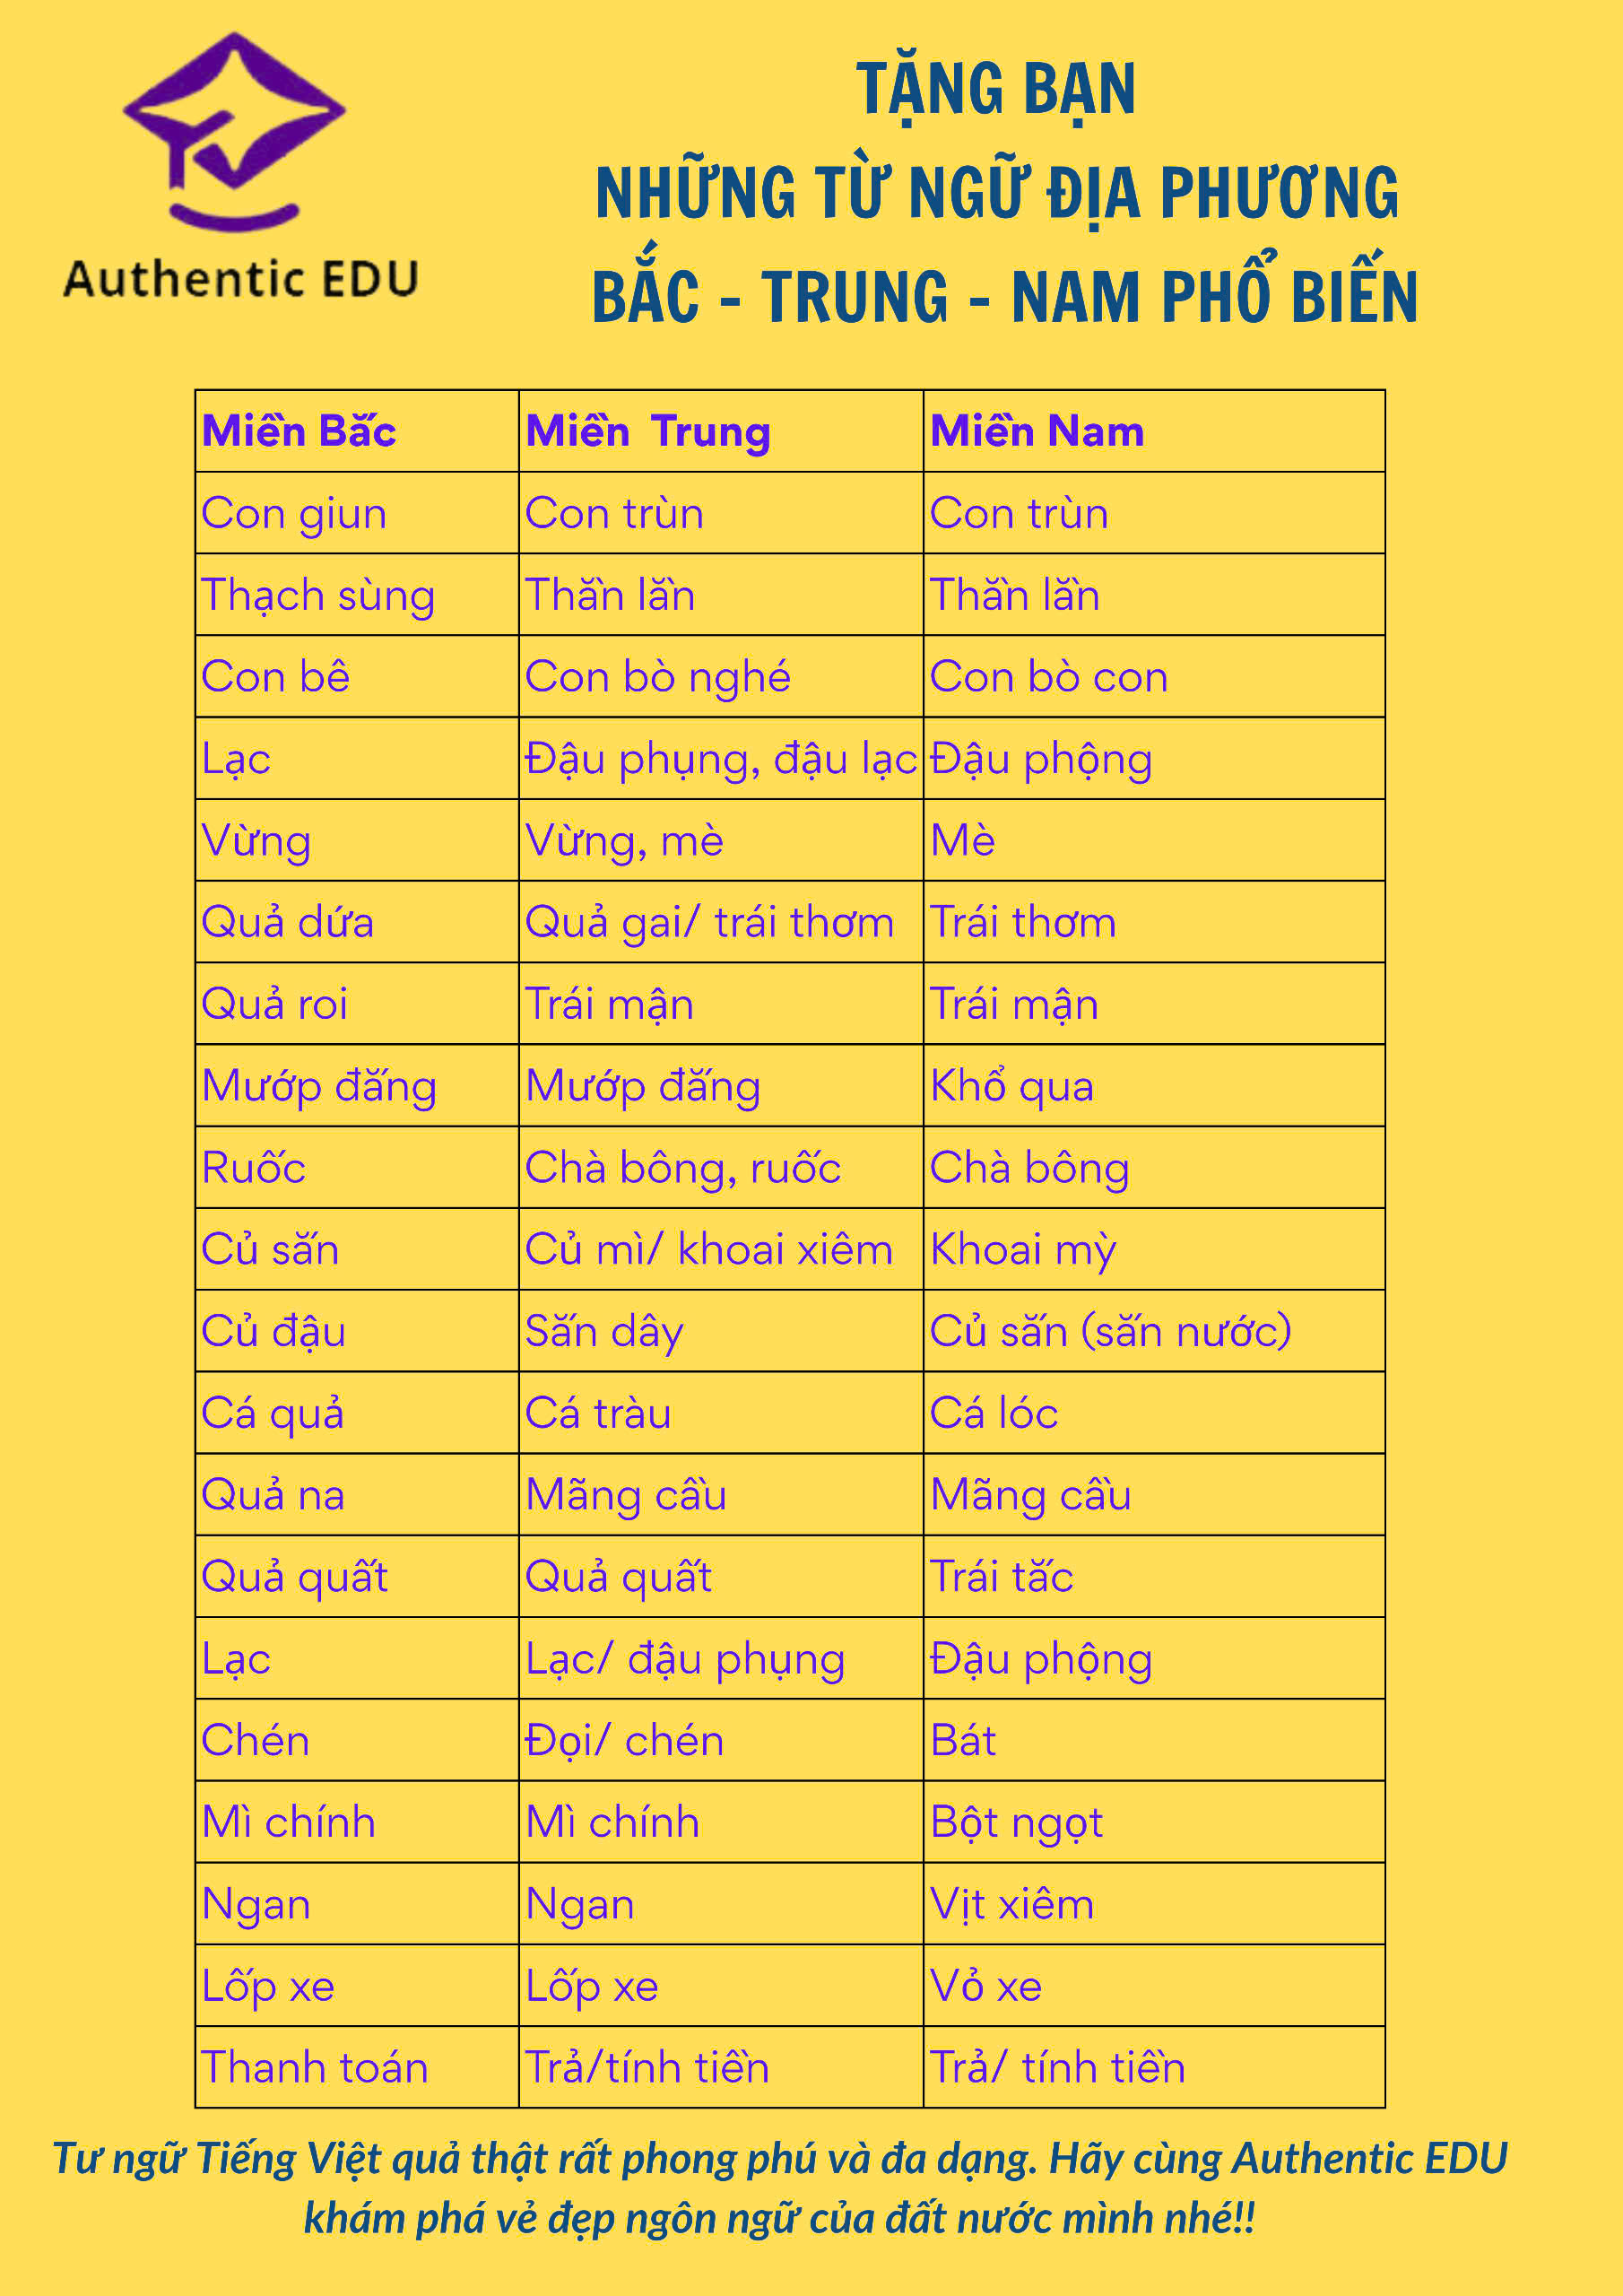 Authentic EDU
TẶNG BẠN
NHỮNG TỪ NGỮ ĐỊA PHƯƠNG
BẮC - TRUNG - NAM PHỔ BIẾN
Miền Bắc Miền Trung Miền Nam
Con giun Con trùn Con trùn
Thạch sùng Thằn lằn Thằn lằn
Con bê Con bò nghé Con bò con
Lạc Đậu phụng, đậu lạc Đậu phộng
Vừng Vừng, mè Mè
Quả dứa Quả gai/ trái thơm Trái thơm
Quả roi Trái mận Trái mận
Mướp đắng Mướp đắng Khổ qua
Ruốc Chà bông, ruốc Chà bông
Củ sắn Củ mì/ khoai xiêm Khoai mỳ
Củ đậu Sắn dây Củ sắn (sắn nước)
Cá quả Cá tràu Cá lóc
Quả na Mãng cầu Mãng cầu
Quả quất Quả quất Trái tắc
Lạc Lạc/ đậu phụng Đậu phộng
Chén Đọi/ chén Bát
Mì chính Mì chính Bột ngọt
Ngan Ngan Vịt xiêm
Lốp xe Lốp xe Vỏ xe
Thanh toán Trả/tính tiền Trả/ tính tiền
Tư ngữ Tiếng Việt quả thật rất phong phú và đa dạng. Hãy cùng Authentic EDU
khám phá vẻ đẹp ngôn ngữ của đất nước mình nhé!!